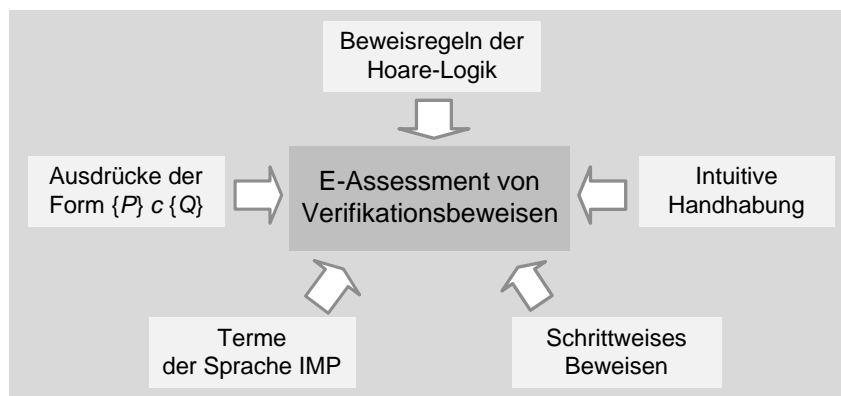 Beweisregeln der
Hoare-Logik
Ausdrücke der
Form {P} c {Q}
E-Assessment von
Verifikationsbeweisen
Intuitive
Handhabung
Terme
der Sprache IMP
Schrittweises
Beweisen